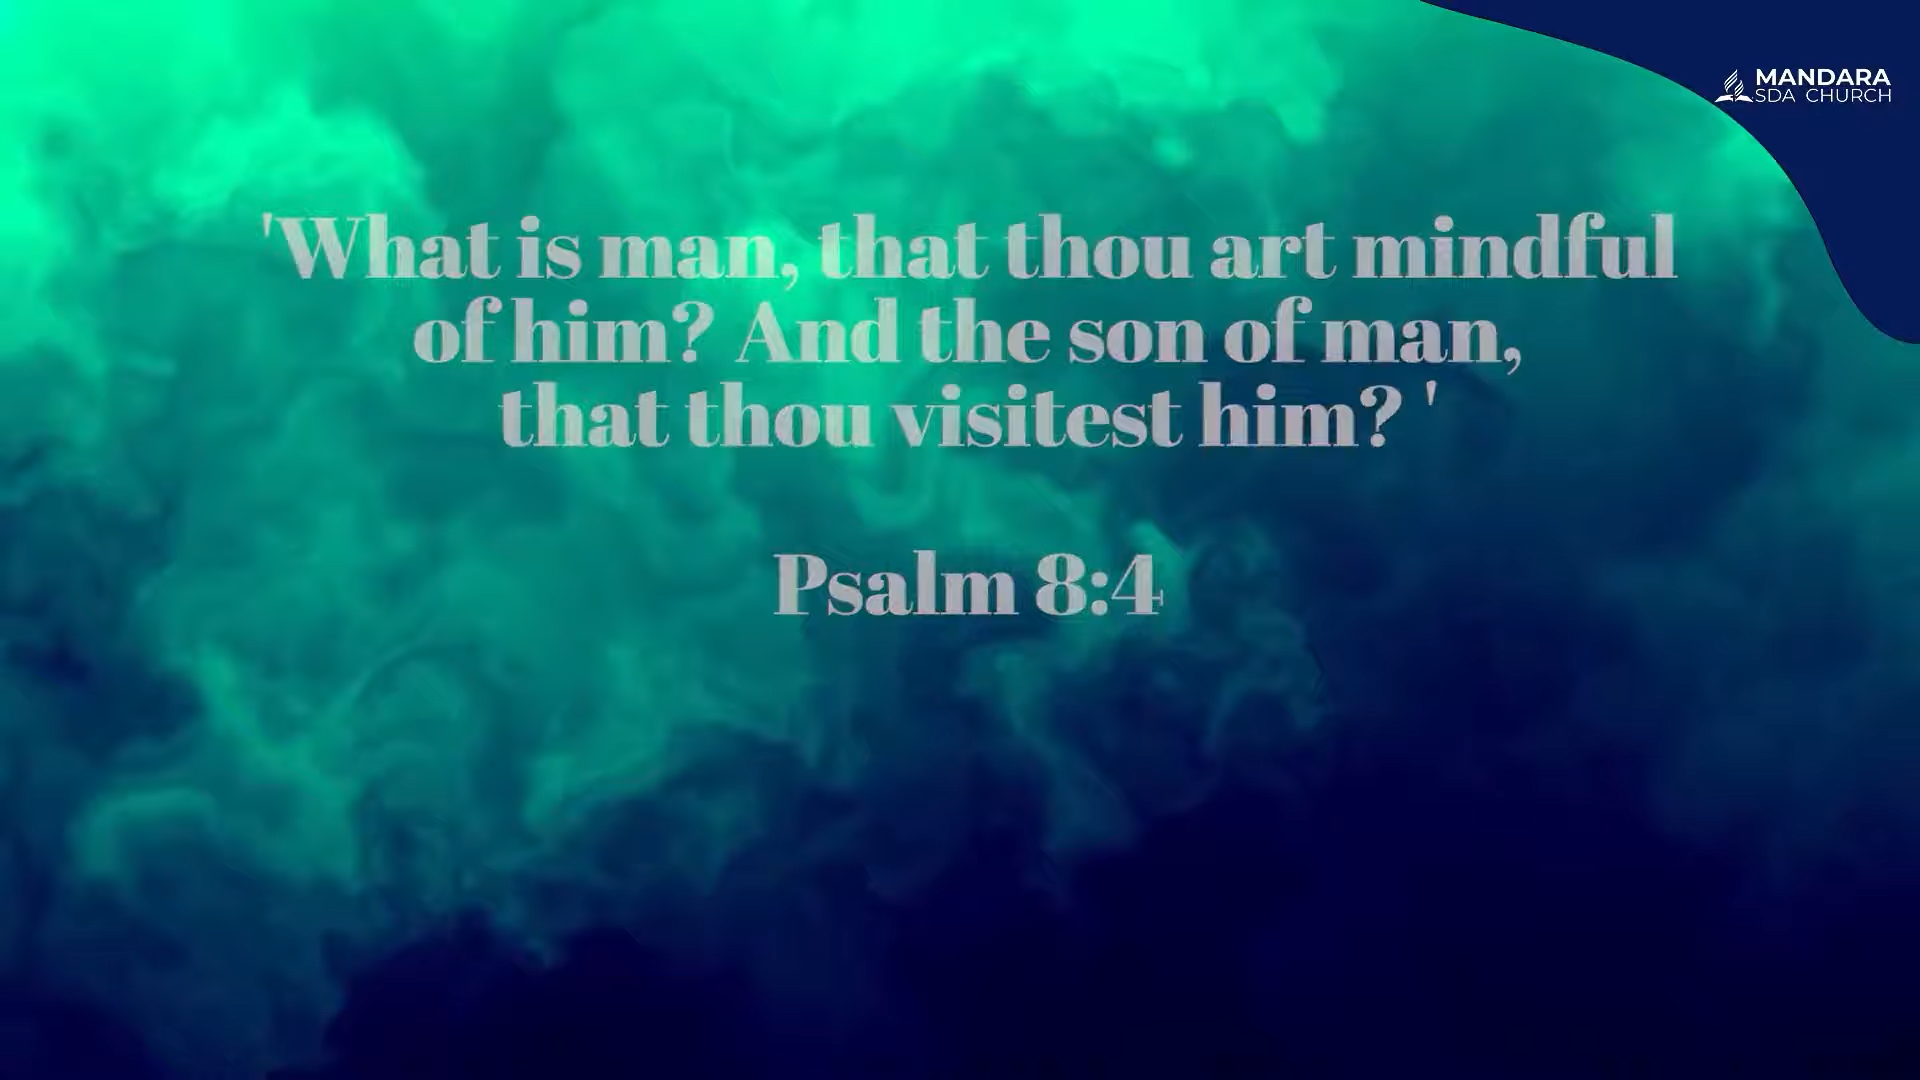 MANDARA
SDA CHURCH
'What is man, that thou art mindful
of him? And the son of man,
that thou visitest him? '
Psalm 8:4